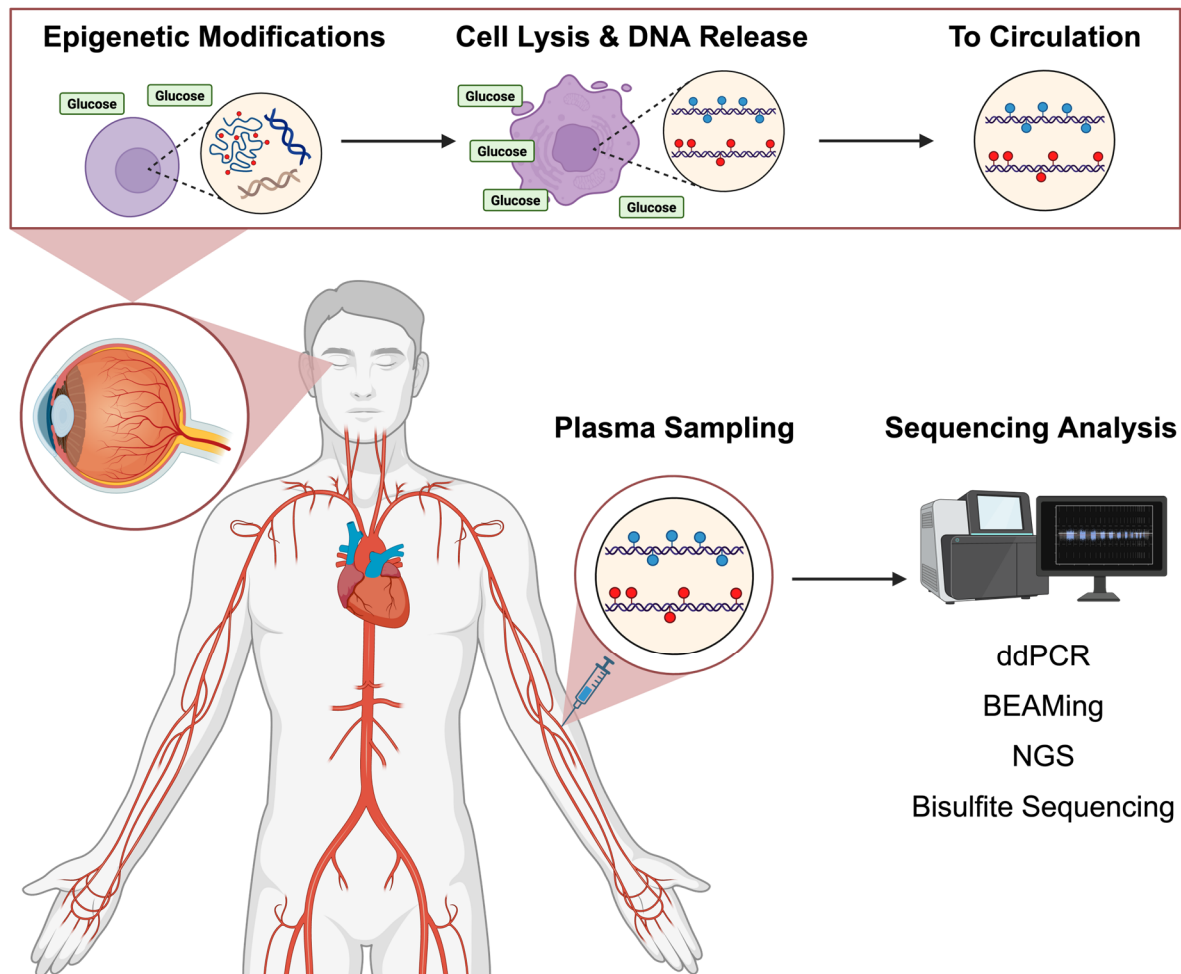 Epigenetic Modifications
Cell Lysis & DNA Release
To Circulation
Glucose
Glucose
Glucose
Glucose
Glucose
Glucose
Plasma Sampling
Sequencing Analysis
ddPCR
BEAMing
NGS
Bisulfite Sequencing